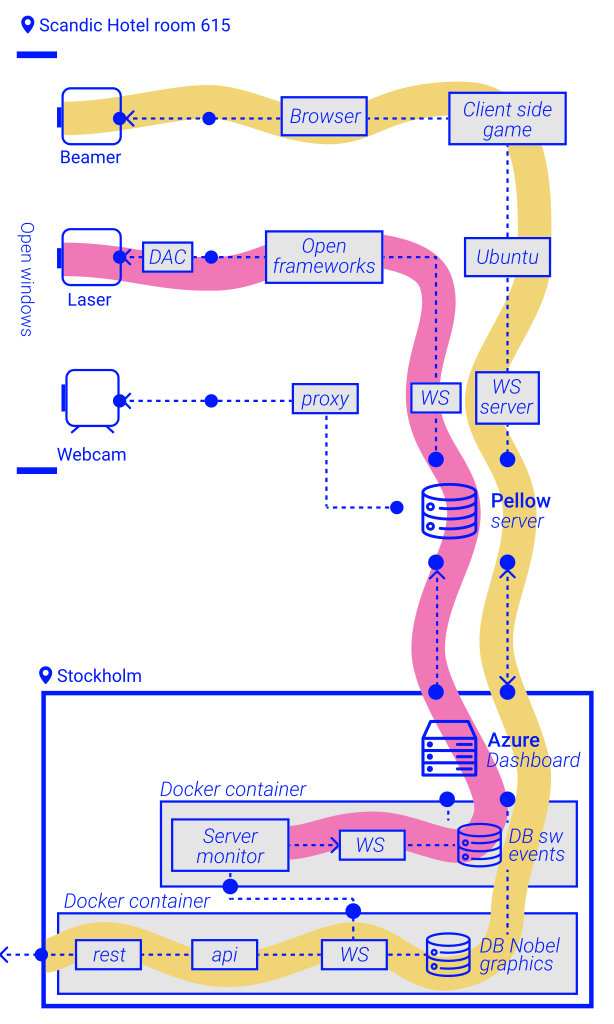 Scandic Hotel room 615
Browser
Client side
game
Beamer
Open windows
DAC
Open
frameworks
Ubuntu
Laser
proxy
WS
WS
server
Webcam
Pellow
server
Stockholm
Azure
Dashboard
Docker container
Server
monitor
WS
DB sw
events
Docker container
rest
api
WS
DB Nobel
graphics